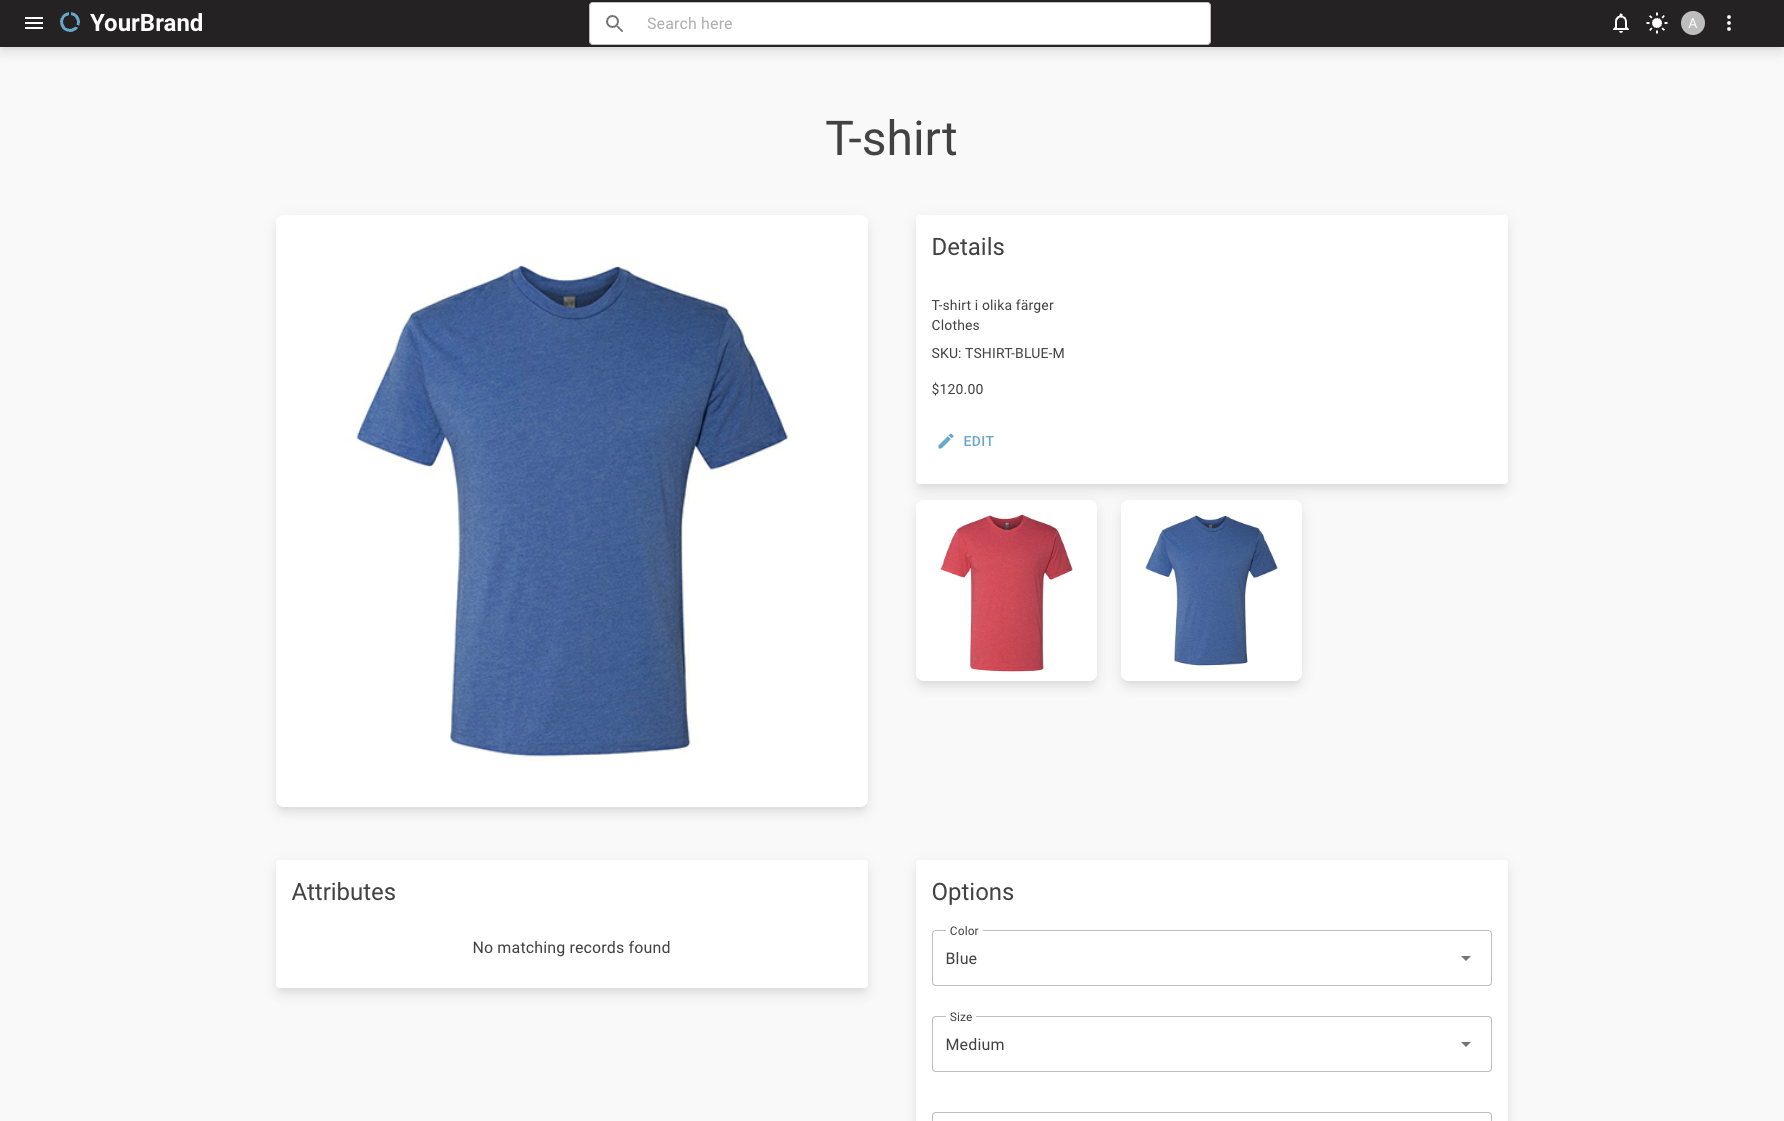 YourBrand
Search here
A
T-shirt
Details
T-shirt i olika färger
Clothes
SKU: TSHIRT-BLUE-M
$120.00
EDIT
Attributes
No matching records found
Options
Color
Blue
Size
Medium